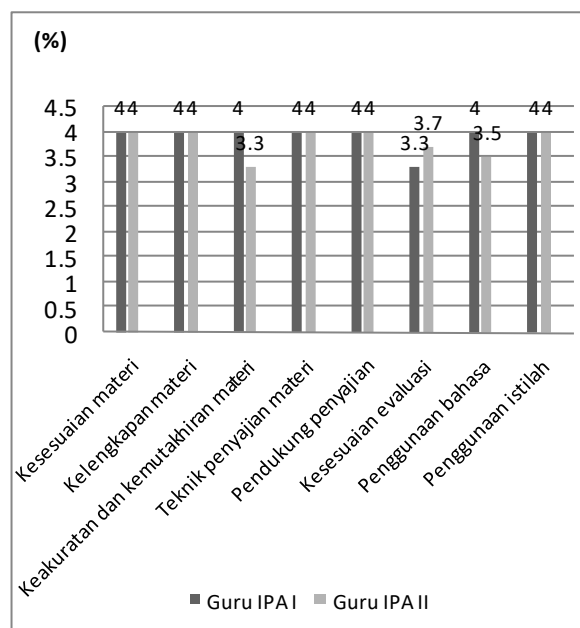 (%)
4.5
4
3.5
3
2.5
2
1.5
1
0.5
0
44
44
4
3.3
44
44
3.3
3.7
4
3.5
44
Kesesuaian materi
Kelengkapan materi
Keakuratan dan kemutakhiran materi
Teknik penyajian materi
Pendukung penyajian
Kesesuaian evaluasi
Penggunaan bahasa
Penggunaan istilah
Guru IPA I
Guru IPA II